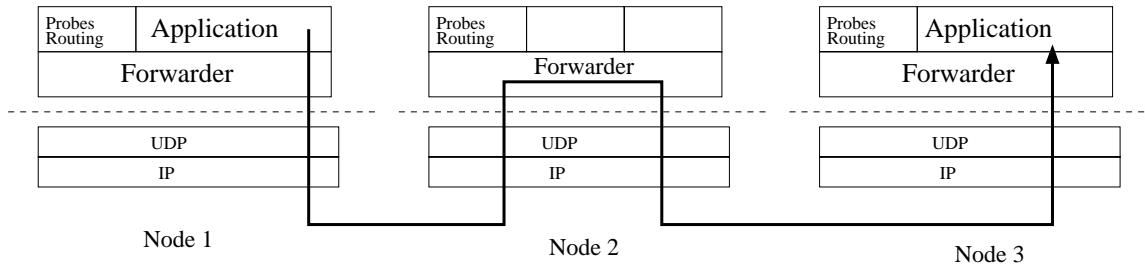 Probes
Routing
Application
Forwarder
UDP
IP
Node 1
Probes
Routing
Forwarder
UDP
IP
Node 2
Probes
Routing
Application
Forwarder
UDP
IP
Node 3